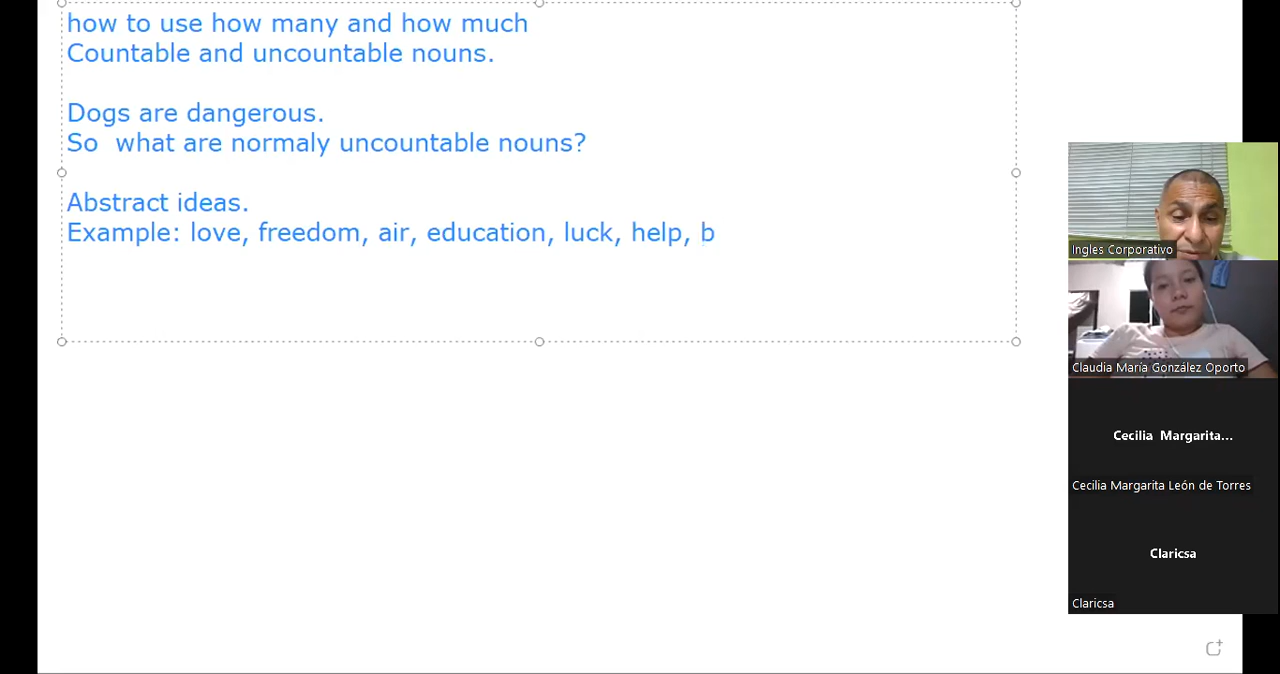 how to use how many and how much
Countable and uncountable nouns.
Dogs are dangerous.
So  what are normaly uncountable nouns?
Abstract ideas.
Example: love, freedom, air, education, luck, help, b
Ingles Corporativo
Claudia María González Oporto
Cecilia Margarita...
Cecilia Margarita León de Torres
Claricsa
Claricsa